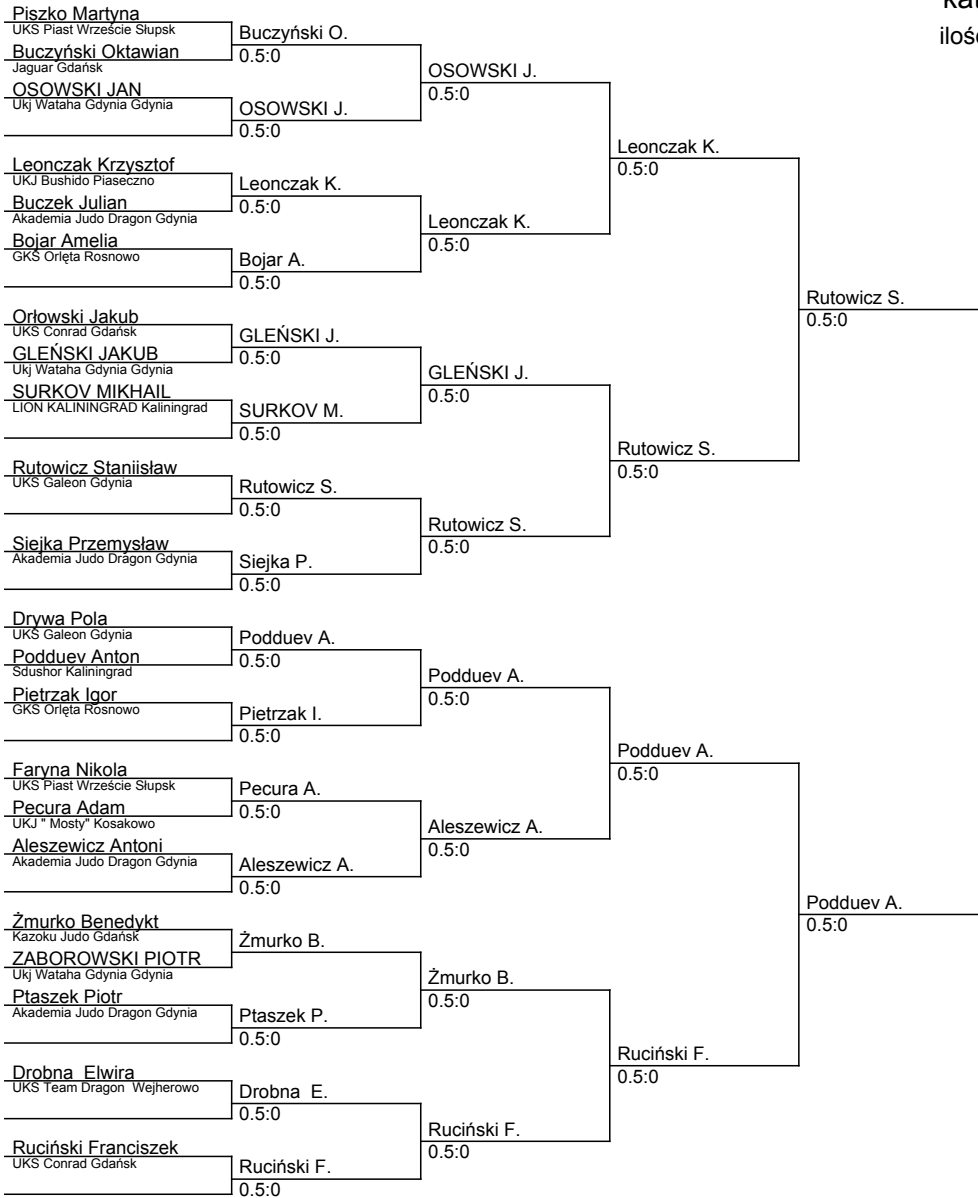 Piszko Martyna
UKS Piast Wrzeście Słupsk
Buczyński Oktawian
Jaguar Gdańsk
OSOWSKI JAN
Ukj Wataha Gdynia Gdynia
Leonczak Krzysztof
UKJ Bushido Piaseczno
Buczek Julian
Akademia Judo Dragon Gdynia
Bojar Amelia
GKS Orlęta Rosnowo
Orłowski Jakub
UKS Conrad Gdańsk
GLEŃSKI JAKUB
Ukj Wataha Gdynia Gdynia
SURKOV MIKHAIL
LION KALININGRAD Kaliningrad
Rutowicz Staniisław
UKS Galeon Gdynia
Siejka Przemysław
Akademia Judo Dragon Gdynia
Drywa Pola
UKS Galeon Gdynia
Podduev Anton
Sdushor Kaliningrad
Pietrzak Igor
GKS Orlęta Rosnowo
Faryna Nikola
UKS Piast Wrzeście Słupsk
Pecura Adam
UKJ " Mosty" Kosakowo
Aleszewicz Antoni
Akademia Judo Dragon Gdynia
Żmurko Benedykt
Kazoku Judo Gdańsk
ZABOROWSKI PIOTR
Ukj Wataha Gdynia Gdynia
Ptaszek Piotr
Akademia Judo Dragon Gdynia
Drobna Elwira
UKS Team Dragon Wejherowo
Ruciński Franciszek
UKS Conrad Gdańsk
Buczyński O.
0.5:0
OSOWSKI J.
0.5:0
Leonczak K.
0.5:0
Bojar A.
0.5:0
GLEŃSKI J.
0.5:0
SURKOV M.
0.5:0
Rutowicz S.
0.5:0
Siejka P.
0.5:0
Podduev A.
0.5:0
Pietrzak I.
0.5:0
Pecura A.
0.5:0
Aleszewicz A.
0.5:0
Żmurko B.
Ptaszek P.
0.5:0
Drobna E.
0.5:0
Ruciński F.
0.5:0
OSOWSKI J.
0.5:0
Leonczak K.
0.5:0
GLEŃSKI J.
0.5:0
Rutowicz S.
0.5:0
Podduev A.
0.5:0
Aleszewicz A.
0.5:0
Żmurko B.
0.5:0
Ruciński F.
0.5:0
Leonczak K.
0.5:0
Rutowicz S.
0.5:0
Podduev A.
0.5:0
Ruciński F.
0.5:0
Rutowicz S.
0.5:0
Podduev A.
0.5:0